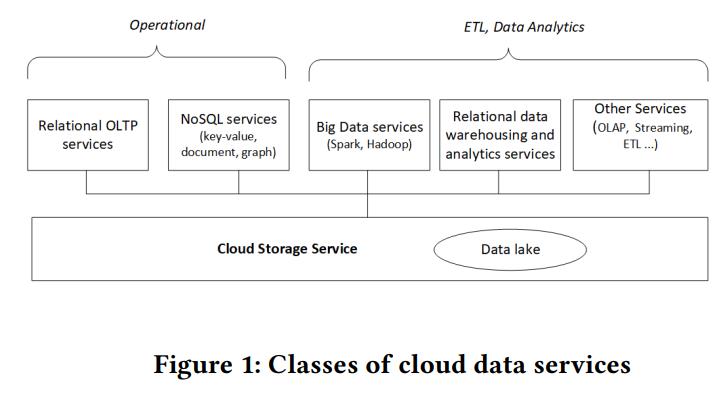 Operational
ETL, Data Analytics
Relational OLTP
services
NoSQL services
(key-value,
document, graph)
Big Data services
(Spark, Hadoop)
Relational data
warehousing and
analytics services
Other Services
(OLAP, Streaming,
ETL ...)
Cloud Storage Service
Data lake
Figure 1: Classes of cloud data services